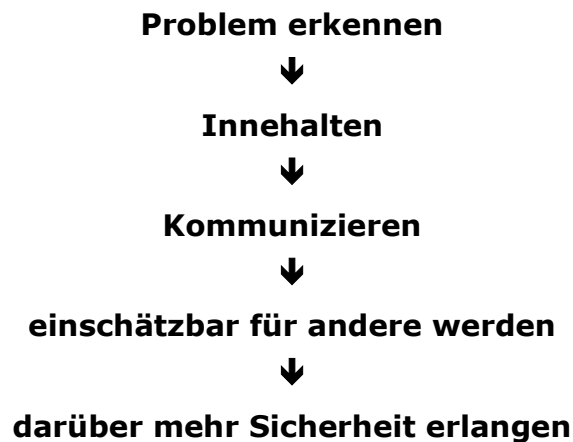 Problem erkennen
🡻
Innehalten
🡻
Kommunizieren
🡻
einschätzbar für andere werden
🡻
darüber mehr Sicherheit erlangen